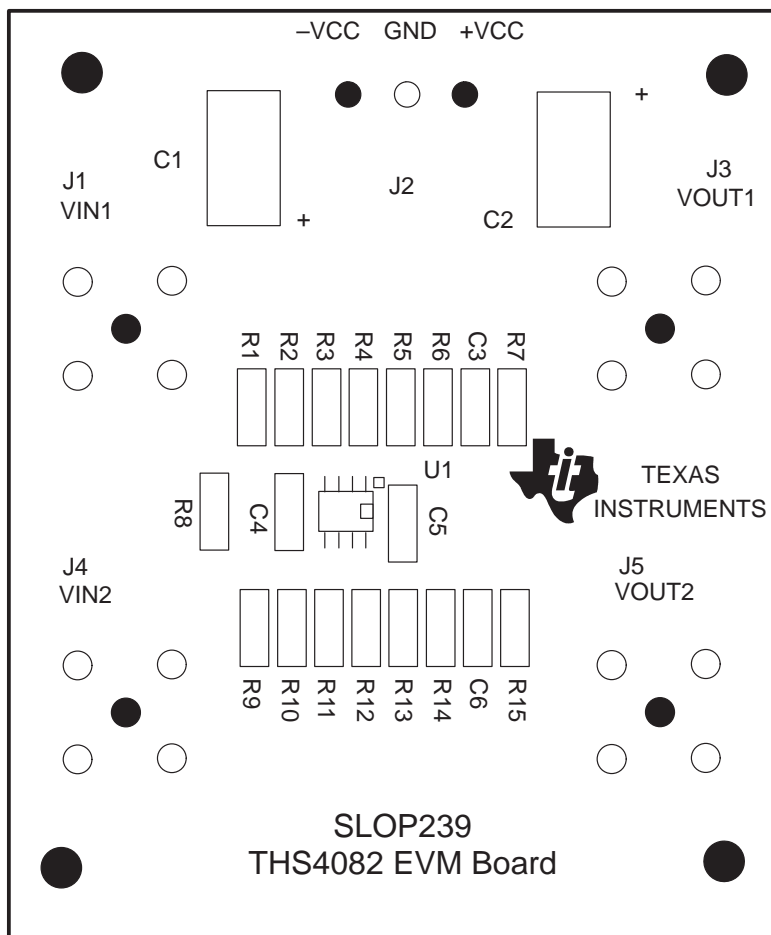 –VCC GND +VCC
+
C1
J1
VIN1
J2
J3
VOUT1
C2
+
R1 R2 R3 R4 R5 R6 C3 R7
U1
TEXAS
INSTRUMENTS
R8 C4 C5
J4
VIN2
J5
VOUT2
R9 R10 R11 R12 R13 R14 C6 R15
SLOP239
THS4082 EVM Board